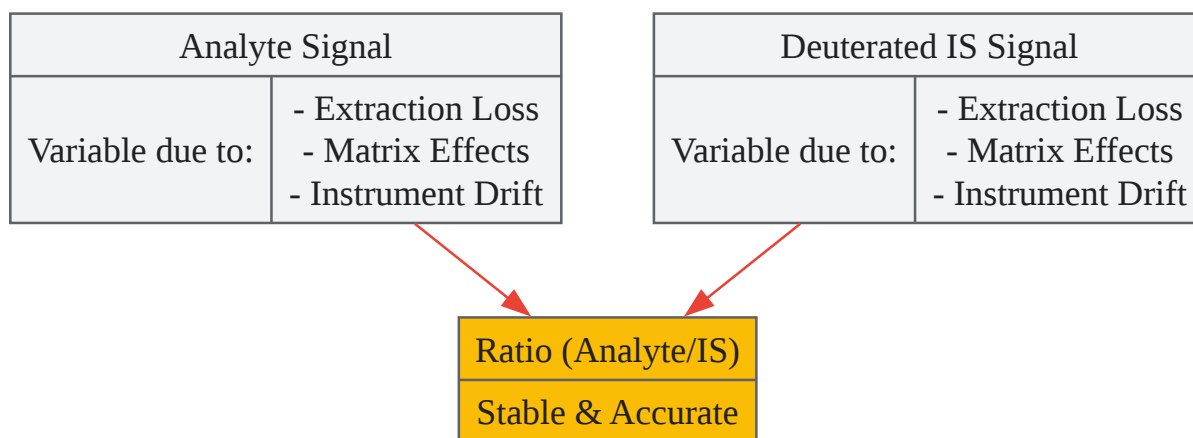 Analyte Signal
Variable due to:
- Extraction Loss
- Matrix Effects
- Instrument Drift
Deuterated IS Signal
Variable due to:
- Extraction Loss
- Matrix Effects
- Instrument Drift
Ratio (Analyte/IS)
Stable & Accurate